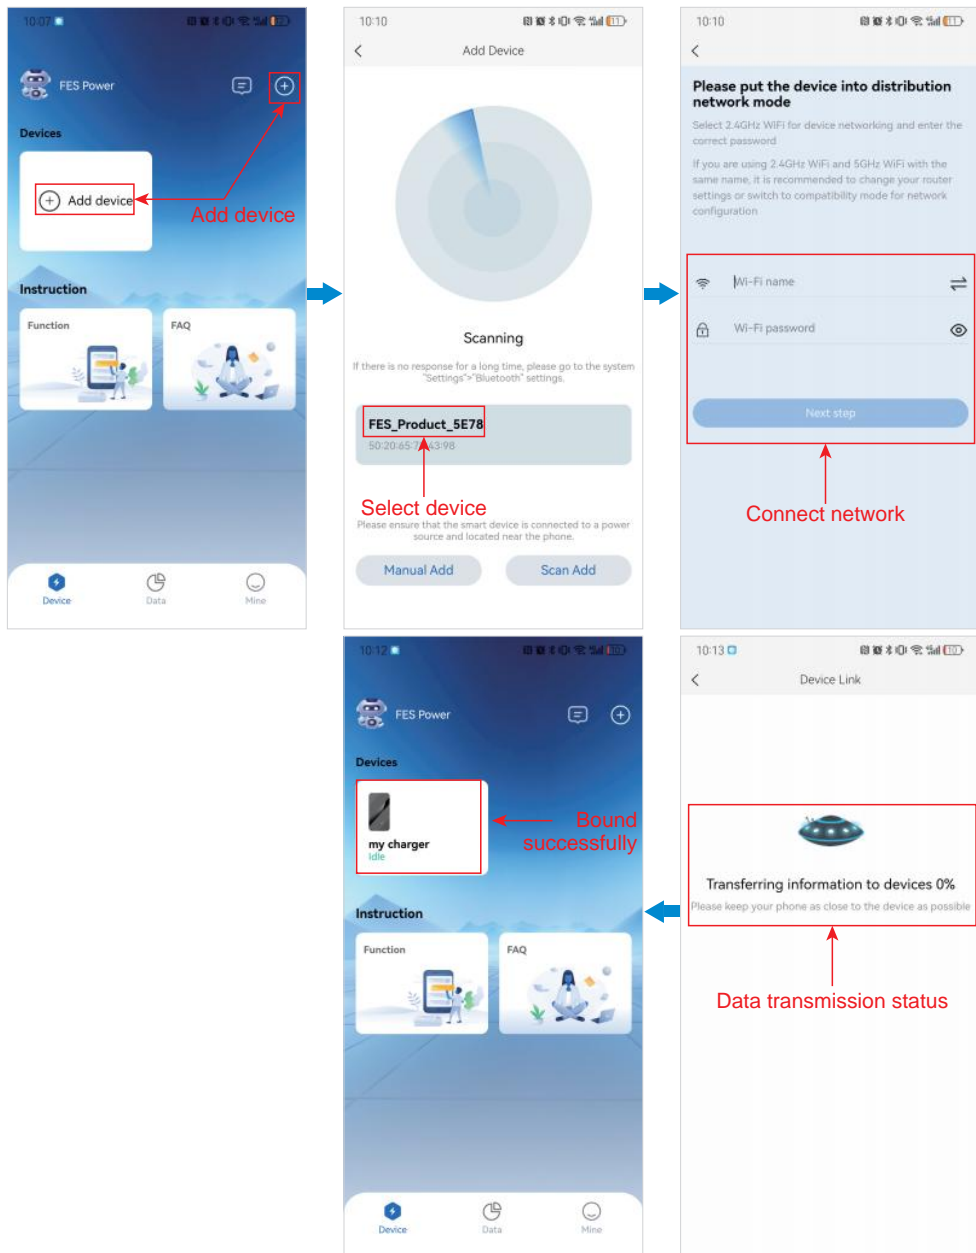 10:07
FES Power
Devices
Add device
Add device
Instruction
Function
FAQ
Device
Data
Mine
10:10
11
Add Device
Scanning
If there is no response for a long time, please go to the system
"Settings">"Bluetooth" settings.
FES_Product_5E78
Select device
Please ensure that the smart device is connected to a power
source and located near the phone.
Manual Add
Scan Add
10:10
11
Please put the device into distribution
network mode
Select 2.4GHz WiFi for device networking and enter the
correct password
If you are using 2.4GHz WiFi and 5GHz WiFi with the
same name, it is recommended to change your router
settings or switch to compatibility mode for network
configuration
Wi-Fi name
Wi-Fi password
Next step
Connect network
10:12
10
FES Power
Devices
my charger
Idle
Bound
successfully
Instruction
Function
FAQ
Device
Data
Mine
10:13
10
Device Link
Transferring information to devices 0%
Please keep your phone as close to the device as possible
Data transmission status